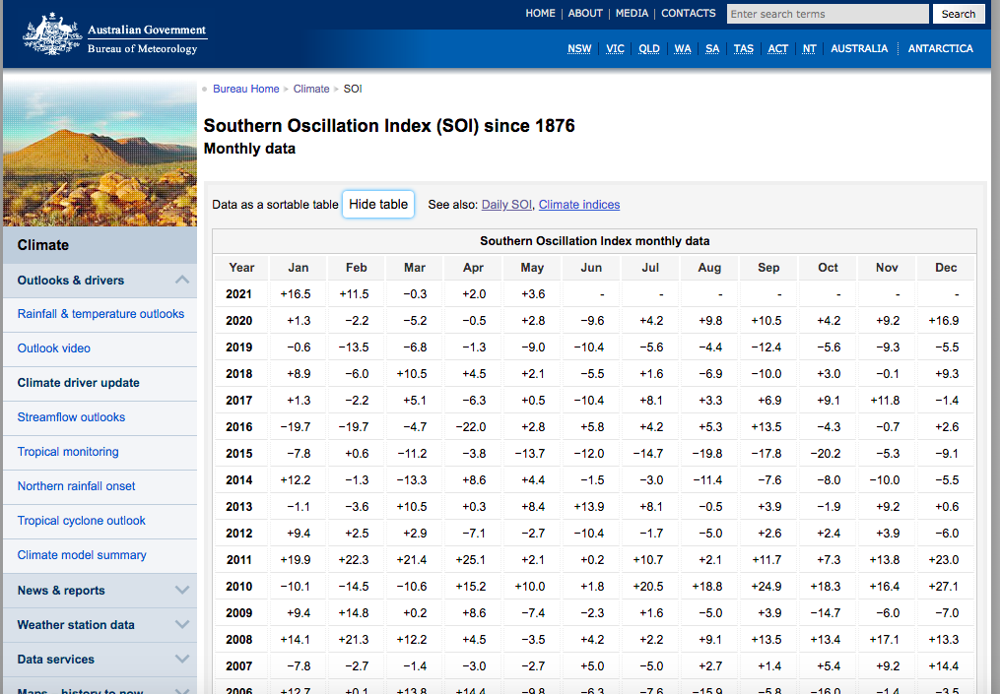 HOME | ABOUT | MEDIA | CONTACTS Enter search terms Search
Australian Government
Bureau of Meteorology
NSW VIC QLD WA SA TAS ACT NT AUSTRALIA ANTARCTICA
Bureau Home > Climate > SOI
Southern Oscillation Index (SOI) since 1876
Monthly data
Data as a sortable table Hide table See also: Daily SOI, Climate indices
Climate
Outlooks & drivers
Rainfall & temperature outlooks
Outlook video
Climate driver update
Streamflow outlooks
Tropical monitoring
Northern rainfall onset
Tropical cyclone outlook
Climate model summary
News & reports
Weather station data
Data services
Maps – history to now
Southern Oscillation Index monthly data
Year Jan Feb Mar Apr May Jun Jul Aug Sep Oct Nov Dec
2021 +16.5 +11.5 −0.3 +2.0 +3.6 - - - - - - -
2020 +1.3 −2.2 −5.2 −0.5 +2.8 −9.6 +4.2 +9.8 +10.5 +4.2 +9.2 +16.9
2019 −0.6 −13.5 −6.8 −1.3 −9.0 −10.4 −5.6 −4.4 −12.4 −5.6 −9.3 −5.5
2018 +8.9 −6.0 +10.5 +4.5 +2.1 −5.5 +1.6 −6.9 −10.0 +3.0 −0.1 +9.3
2017 +1.3 −2.2 +5.1 −6.3 +0.5 −10.4 +8.1 +3.3 +6.9 +9.1 +11.8 −1.4
2016 −19.7 −19.7 −4.7 −22.0 +2.8 +5.8 +4.2 +5.3 +13.5 −4.3 −0.7 +2.6
2015 −7.8 +0.6 −11.2 −3.8 −13.7 −12.0 −14.7 −19.8 −17.8 −20.2 −5.3 −9.1
2014 +12.2 −1.3 −13.3 +8.6 +4.4 −1.5 −3.0 −11.4 −7.6 −8.0 −10.0 −5.5
2013 −1.1 −3.6 +10.5 +0.3 +8.4 +13.9 +8.1 −0.5 +3.9 −1.9 +9.2 +0.6
2012 +9.4 +2.5 +2.9 −7.1 −2.7 −10.4 −1.7 −5.0 +2.6 +2.4 +3.9 −6.0
2011 +19.9 +22.3 +21.4 +25.1 +2.1 +0.2 +10.7 +2.1 +11.7 +7.3 +13.8 +23.0
2010 −10.1 −14.5 −10.6 +15.2 +10.0 +1.8 +20.5 +18.8 +24.9 +18.3 +16.4 +27.1
2009 +9.4 +14.8 +0.2 +8.6 −7.4 −2.3 +1.6 −5.0 +3.9 −14.7 −6.0 −7.0
2008 +14.1 +21.3 +12.2 +4.5 −3.5 +4.2 +2.2 +9.1 +13.5 +13.4 +17.1 +13.3
2007 −7.8 −2.7 −1.4 −3.0 −2.7 +5.0 −5.0 +2.7 +1.4 +5.4 +9.2 +14.4
2006 +12.7 +0.1 +13.8 +14.4 −9.8 −6.3 −7.6 −15.9 −5.8 −16.0 −1.4 −3.5